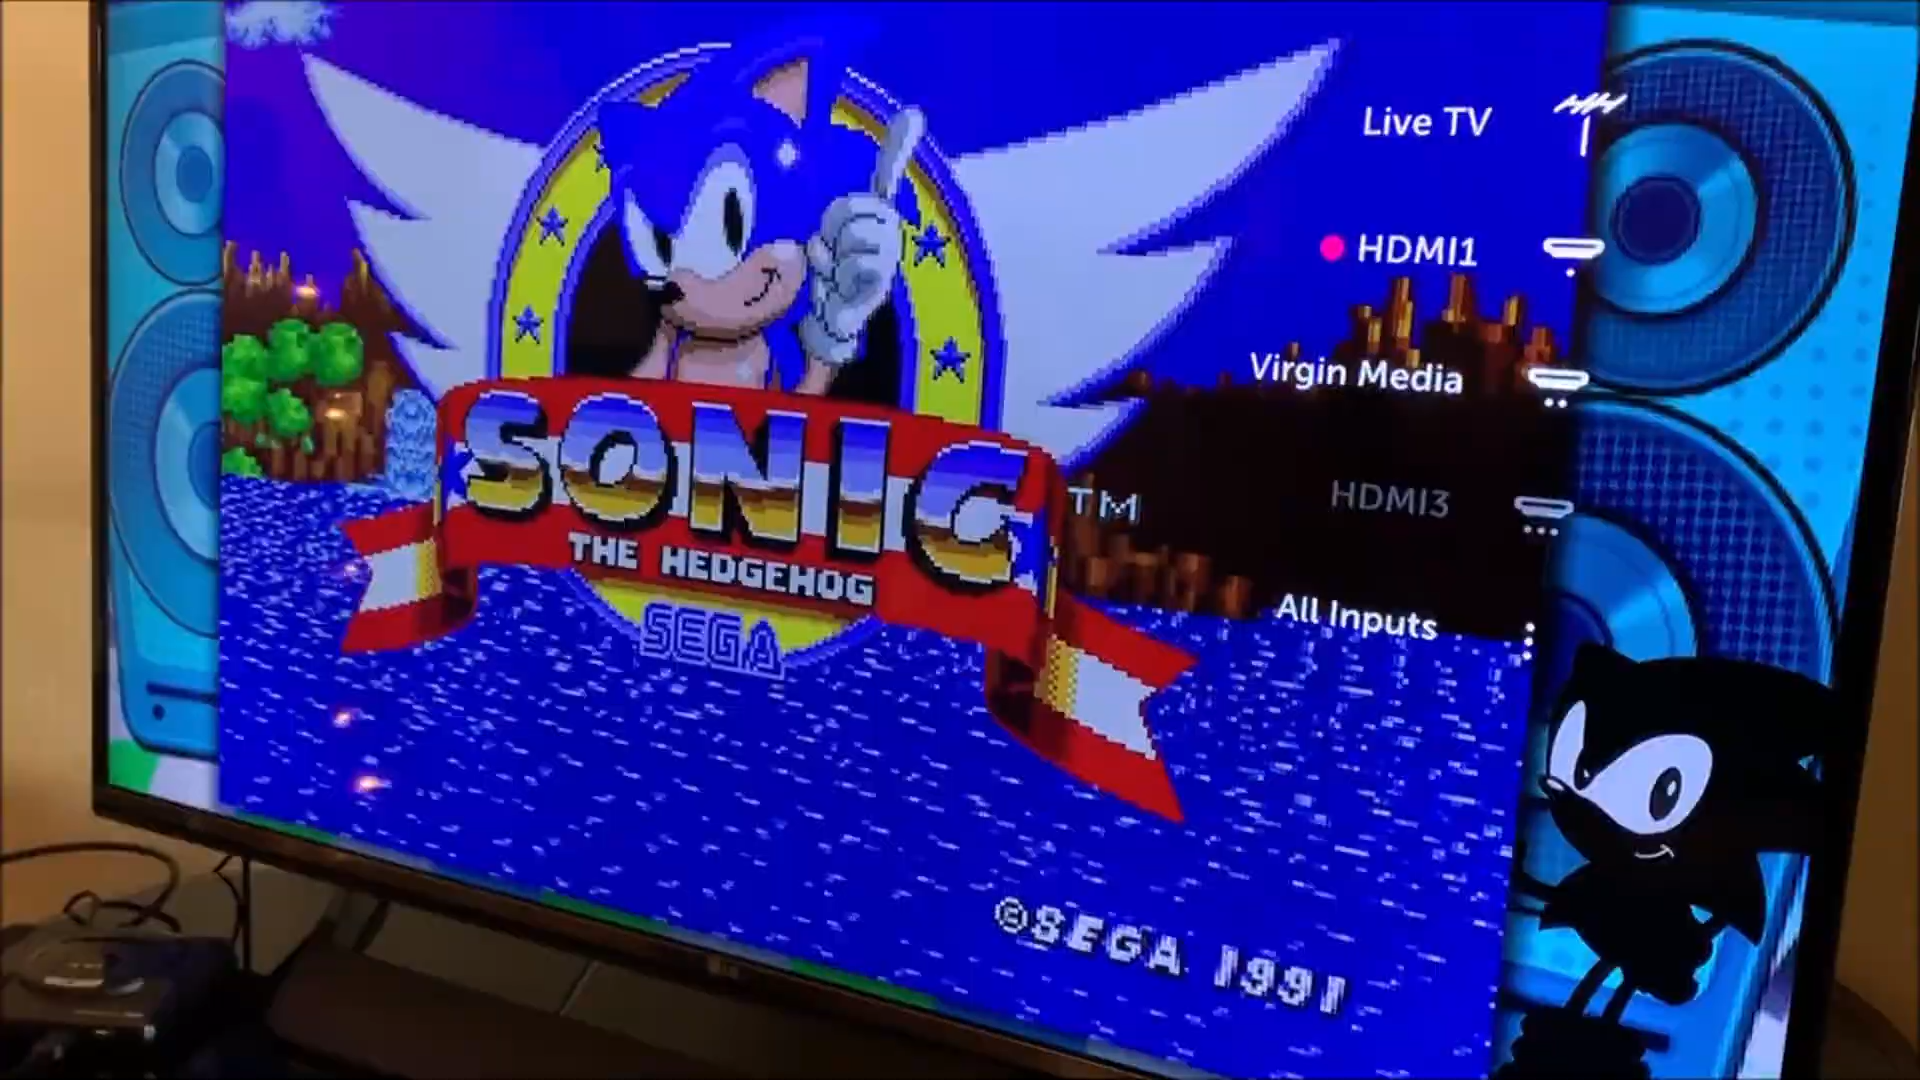 Live TV
HDMI1
Virgin Media
HDMI3
All Inputs
SONIC
TM
THE HEDGEHOG
SEGA
©SEGA 1991